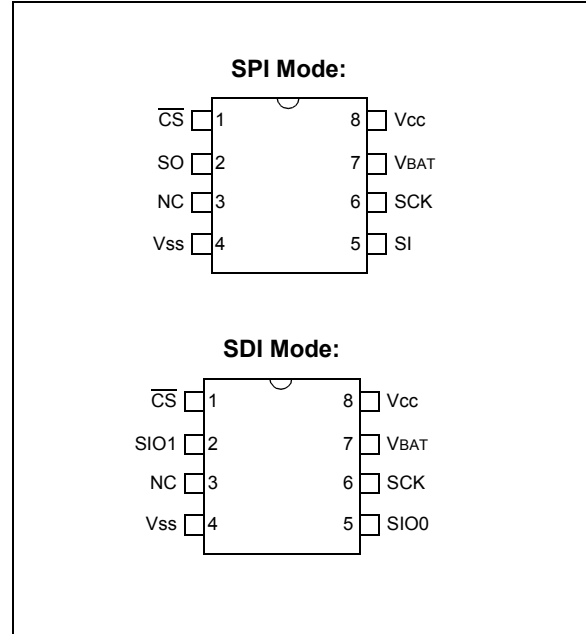 SPI Mode:
CS 1 8 Vcc
SO 2 7 VBAT
NC 3 6 SCK
Vss 4 5 SI
SDI Mode:
CS 1 8 Vcc
SIO1 2 7 VBAT
NC 3 6 SCK
Vss 4 5 SIO0